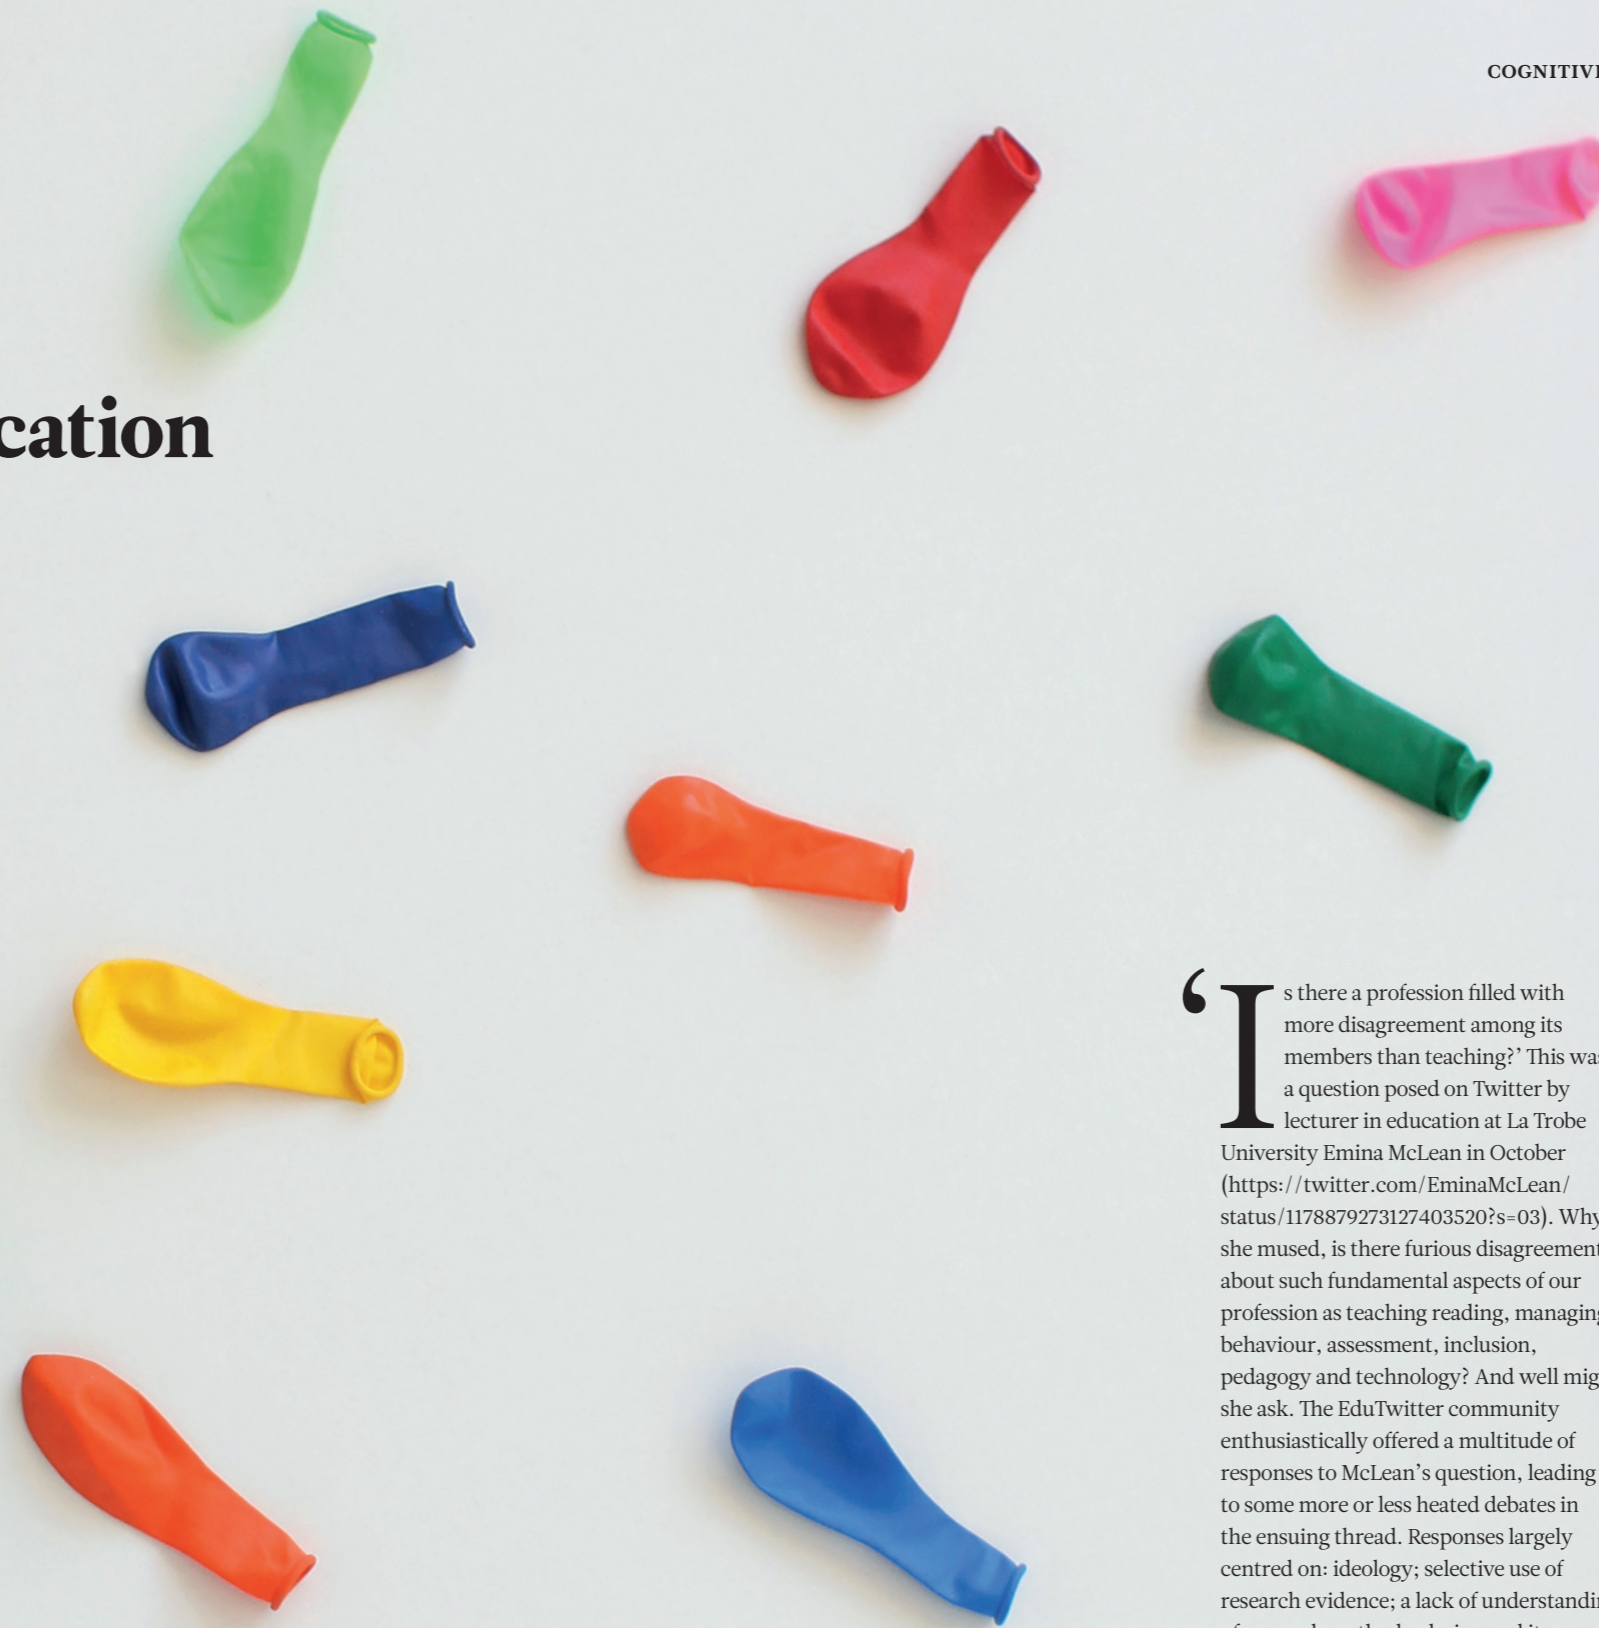 COGNITIVE
cation
‘Is there a profession filled with
more disagreement among its
members than teaching?’ This was
a question posed on Twitter by
lecturer in education at La Trobe
University Emina McLean in October
(https://twitter.com/EminaMcLean/
status/1178879273127403520?s=03). Why
she mused, is there furious disagreement
about such fundamental aspects of our
profession as teaching reading, managing
behaviour, assessment, inclusion,
pedagogy and technology? And well mig
she ask. The EduTwitter community
enthusiastically offered a multitude of
responses to McLean’s question, leading
to some more or less heated debates in
the ensuing thread. Responses largely
centred on: ideology; selective use of
research evidence; a lack of understandin